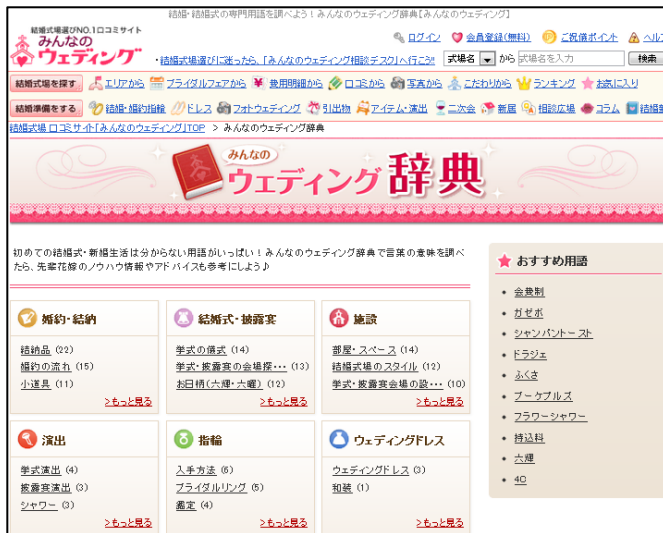 結婚・結婚式の専門用語を調べよう！みんなのウェディング辞典【みんなのウェディング】
結婚式場選びNO.1口コミサイト
みんなの
ウェディング
ログイン 会員登録(無料) ご祝儀ポイント ヘル
・結婚式場選びに迷ったら、「みんなのウェディング相談デスク」へ行こう! 式場名 から 式場名を入力 検索
結婚式場を探す エリアから ブライダルフェアから 費用明細から 口コミから 写真から こだわりから ランキング お気に入り
結婚準備をする 結婚・婚約指輪 ドレス フォトウェディング 引出物 アイテム・演出 二次会 新居 相談広場 コラム 結婚
結婚式場 口コミサイト「みんなのウェディング」TOP > みんなのウェディング辞典
みんなの
ウェディング辞典
初めての結婚式・新婚生活は分からない用語がいっぱい！みんなのウェディング辞典で言葉の意味を調べ
たら、先輩花嫁のノウハウ情報やアドバイスも参考にしよう♪
婚約・結納
結納品 (22)
婚約の流れ (15)
小道具 (11)
>もっと見る
結婚式・披露宴
挙式の儀式 (14)
挙式・披露宴の会場探… (13)
お日柄(六輝・六曜) (12)
>もっと見る
施設
部屋・スペース (14)
結婚式場のスタイル (12)
挙式・披露宴会場の設… (10)
>もっと見る
演出
挙式演出 (4)
披露宴演出 (3)
シャワー (3)
>もっと見る
指輪
入手方法 (6)
ブライダルリング (5)
鑑定 (4)
>もっと見る
ウェディングドレス
ウェディングドレス (3)
和装 (1)
>もっと見る
おすすめ用語
・会費制
・ガゼボ
・シャンパントースト
・ドラジェ
・ふくさ
・ブーケプルズ
・フラワーシャワー
・持込料
・六輝
・4C